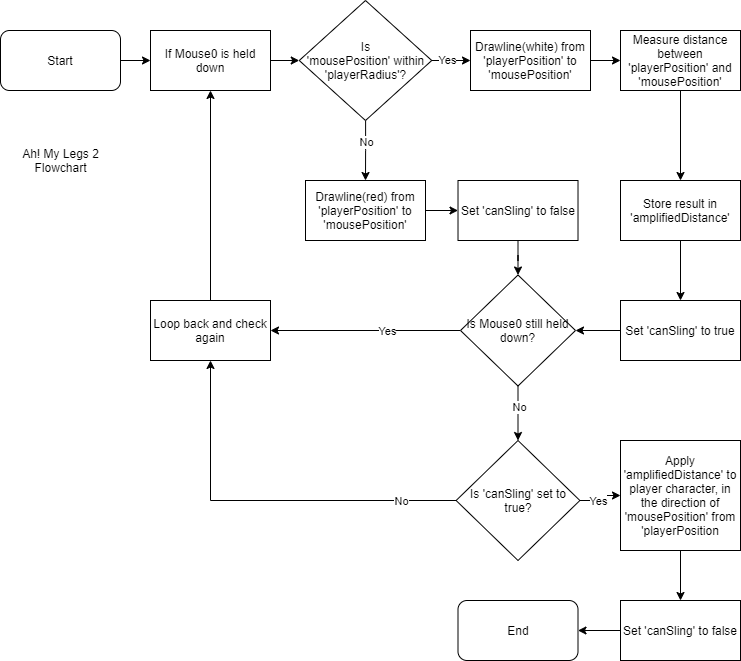 Start
If Mouse0 is held
down
Is
'mousePosition' within
'playerRadius'?
Yes
Drawline(white) from
'playerPosition' to
'mousePosition'
Measure distance
between
'playerPosition' and
'mousePosition'
Ah! My Legs 2
Flowchart
No
Drawline(red) from
'playerPosition' to
'mousePosition'
Set 'canSling' to false
Store result in
'amplifiedDistance'
Loop back and check
again
Yes
Is Mouse0 still held
down?
Set 'canSling' to true
No
No
Is 'canSling' set to
true?
Yes
Apply
'amplifiedDistance' to
player character, in
the direction of
'mousePosition' from
'playerPosition
End
Set 'canSling' to false